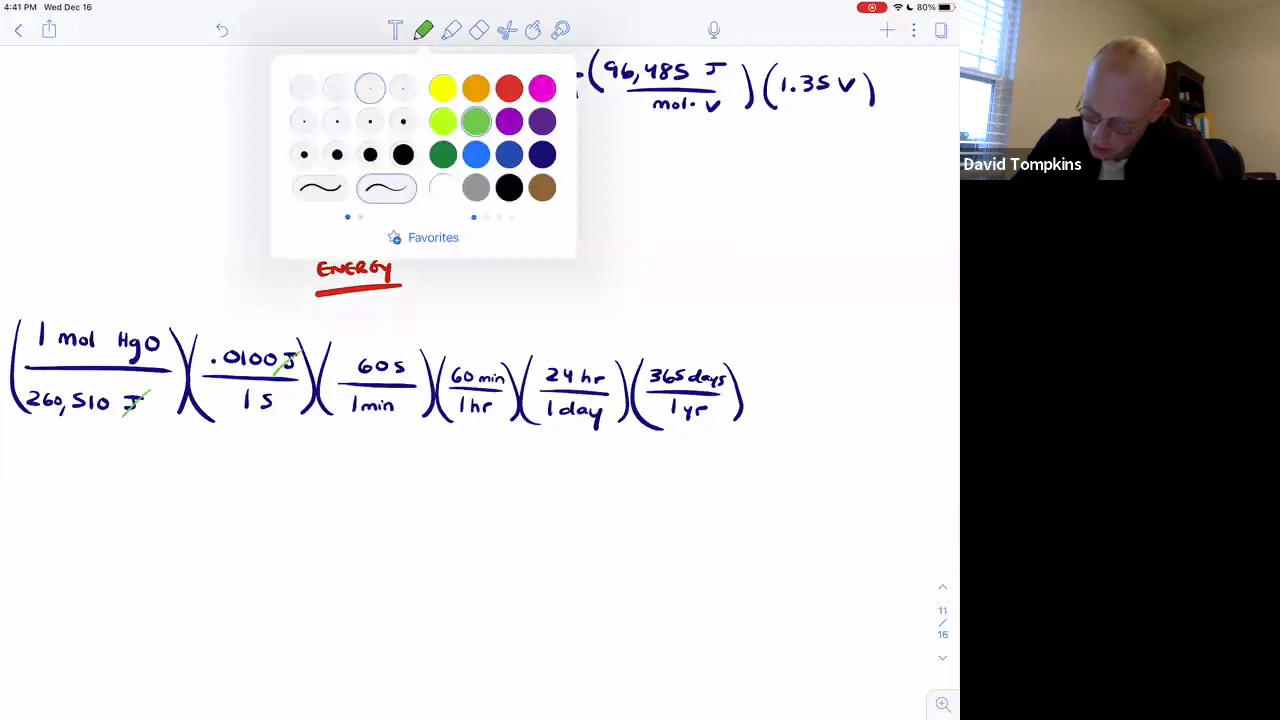 4:41 PM Wed Dec 16
80%
T
(96,485 J / mol·V)(1.35 V)
David Tompkins
Favorites
ENERGY
(1 mol HgO / 260,510 J)(.0100 J / 1 s)(60 s / 1 min)(60 min / 1 hr)(24 hr / 1 day)(365 days / 1 yr)
11
/
16